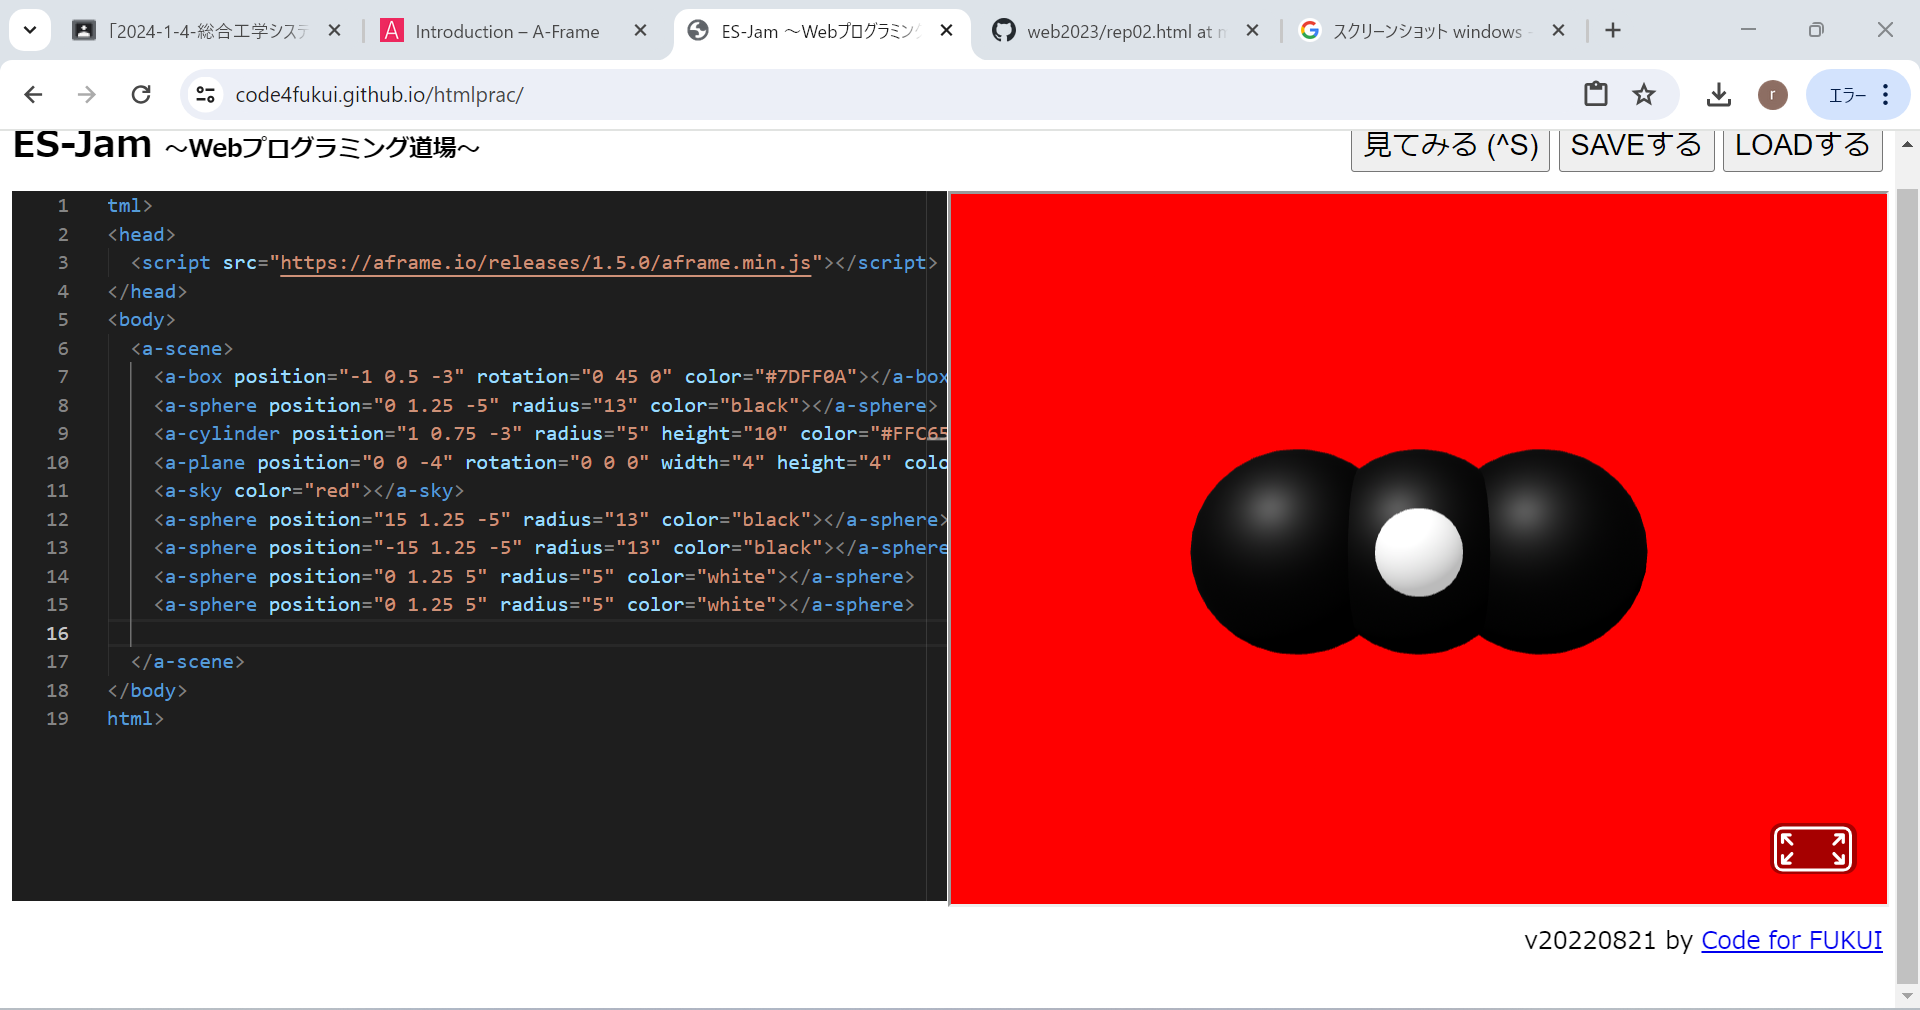 「2024-1-4-総合工学システ
Introduction – A-Frame
ES-Jam ～Webプログラミング
web2023/rep02.html at m
スクリーンショット windows -
code4fukui.github.io/htmlprac/
r
エラー
ES-Jam ～Webプログラミング道場～
見てみる (^S)
SAVEする
LOADする
1 tml>
2 <head>
3 <script src="https://aframe.io/releases/1.5.0/aframe.min.js"></script>
4 </head>
5 <body>
6 <a-scene>
7 <a-box position="-1 0.5 -3" rotation="0 45 0" color="#7DFF0A"></a-box
8 <a-sphere position="0 1.25 -5" radius="13" color="black"></a-sphere>
9 <a-cylinder position="1 0.75 -3" radius="5" height="10" color="#FFC65
10 <a-plane position="0 0 -4" rotation="0 0 0" width="4" height="4" colo
11 <a-sky color="red"></a-sky>
12 <a-sphere position="15 1.25 -5" radius="13" color="black"></a-sphere>
13 <a-sphere position="-15 1.25 -5" radius="13" color="black"></a-sphere
14 <a-sphere position="0 1.25 5" radius="5" color="white"></a-sphere>
15 <a-sphere position="0 1.25 5" radius="5" color="white"></a-sphere>
16
17 </a-scene>
18 </body>
19 html>
v20220821 by Code for FUKUI